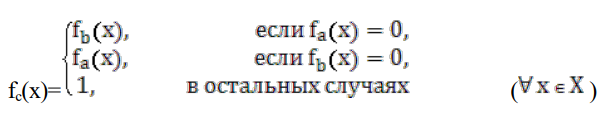 f_b(x), если f_a(x) = 0,
f_a(x), если f_b(x) = 0,
f_c(x)={ 1, в остальных случаях (∀ x ∊ X )